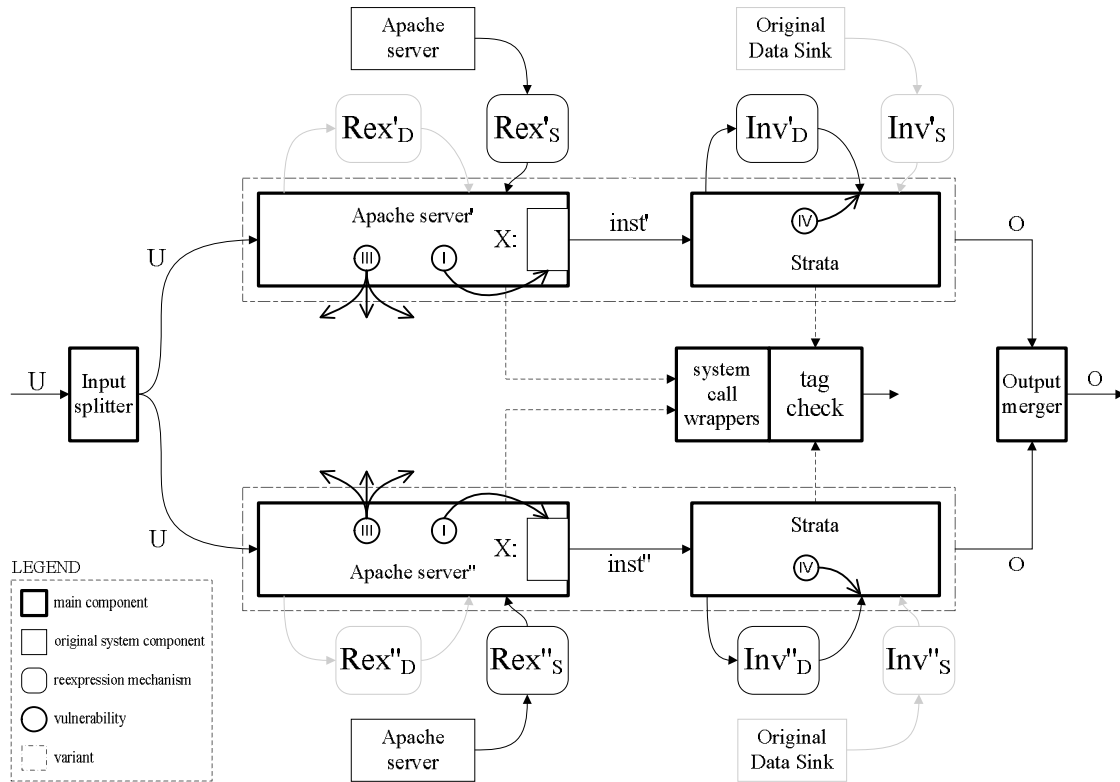 Apache
server
Original
Data Sink
Rex'D
Rex'S
Inv'D
Inv'S
Apache server'
X:
III
I
inst'
IV
Strata
O
U
U
Input
splitter
system
call
wrappers
tag
check
Output
merger
O
U
III
I
X:
Apache server"
inst"
Strata
IV
O
Rex"D
Rex"S
Inv"D
Inv"S
Apache
server
Original
Data Sink
LEGEND
main component
original system component
reexpression mechanism
vulnerability
variant